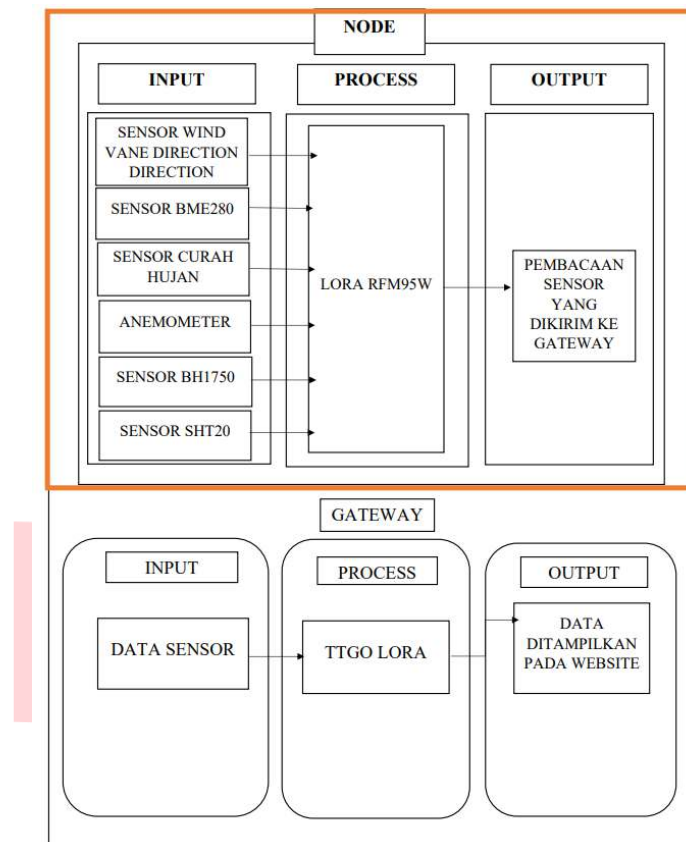 NODE
INPUT
PROCESS
OUTPUT
SENSOR WIND
VANE DIRECTION
DIRECTION
SENSOR BME280
SENSOR CURAH
HUJAN
ANEMOMETER
SENSOR BH1750
SENSOR SHT20
LORA RFM95W
PEMBACAAN
SENSOR
YANG
DIKIRIM KE
GATEWAY
GATEWAY
INPUT
PROCESS
OUTPUT
DATA SENSOR
TTGO LORA
DATA
DITAMPILKAN
PADA WEBSITE